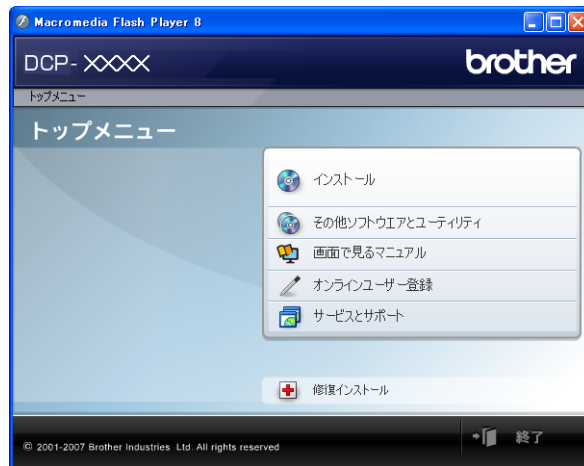 Macromedia Flash Player 8
DCP-XXXX
brother
トップメニュー
トップメニュー
インストール
その他ソフトウエアとユーティリティ
画面で見るマニュアル
オンラインユーザー登録
サービスとサポート
修復インストール
© 2001-2007 Brother Industries Ltd. All rights reserved
終了